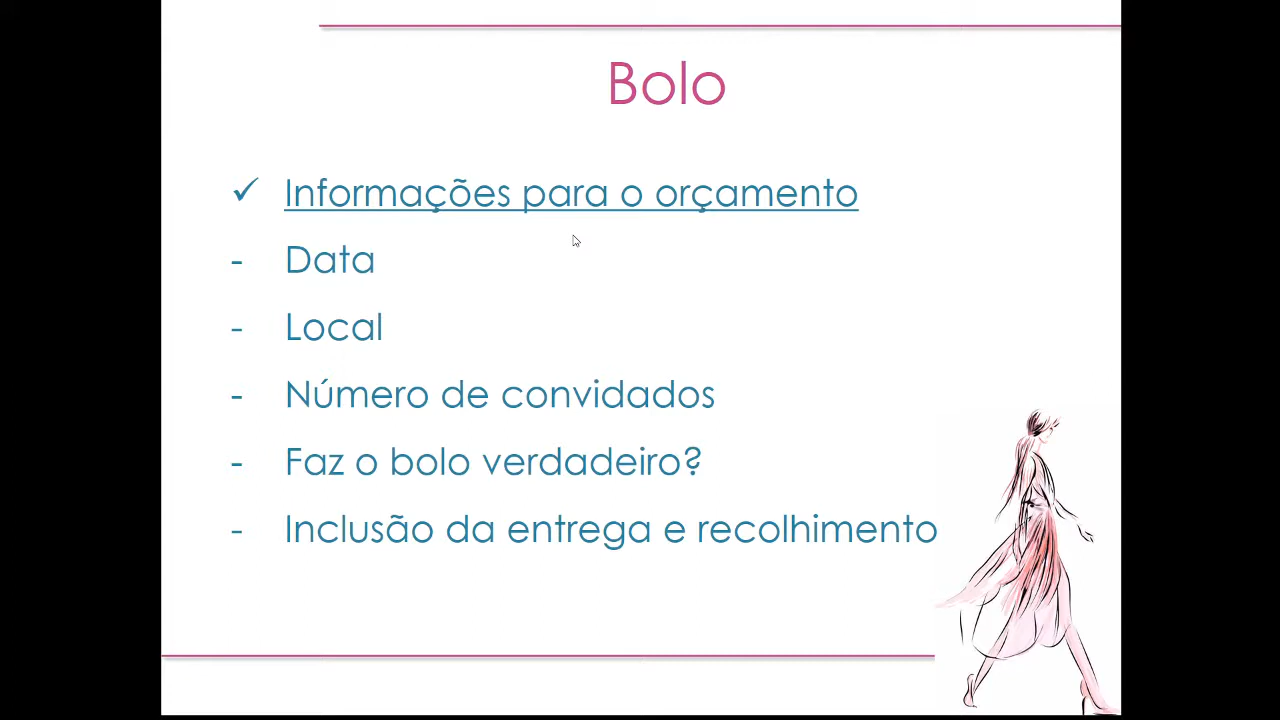 Bolo
✓ Informações para o orçamento
- Data
- Local
- Número de convidados
- Faz o bolo verdadeiro?
- Inclusão da entrega e recolhimento